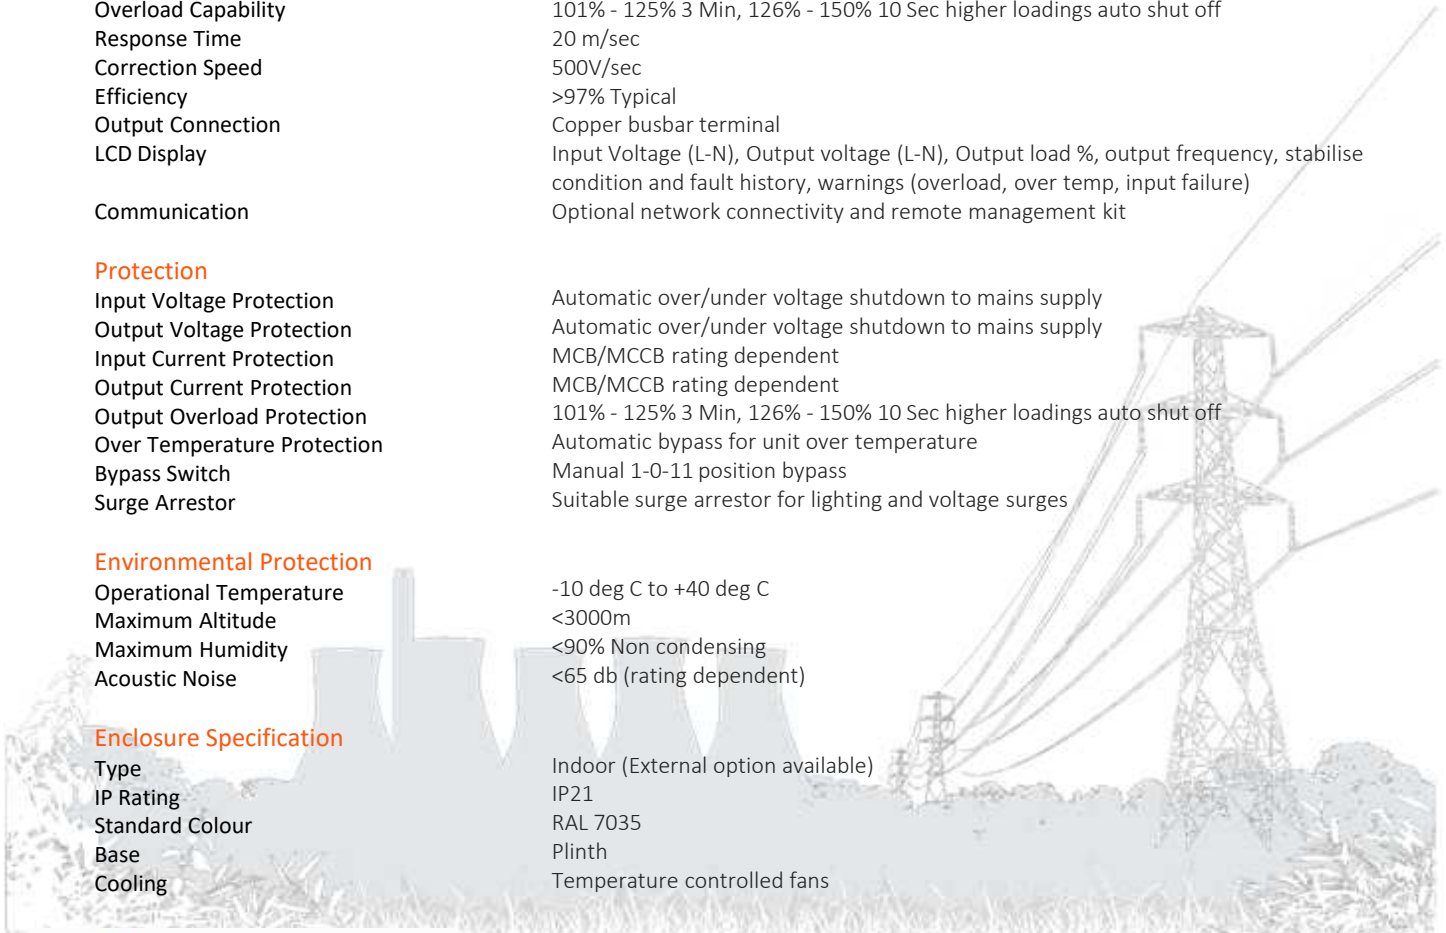 Overload Capability 101% - 125% 3 Min, 126% - 150% 10 Sec higher loadings auto shut off
Response Time 20 m/sec
Correction Speed 500V/sec
Efficiency >97% Typical
Output Connection Copper busbar terminal
LCD Display Input Voltage (L-N), Output voltage (L-N), Output load %, output frequency, stabilise
condition and fault history, warnings (overload, over temp, input failure)
Communication Optional network connectivity and remote management kit
Protection
Input Voltage Protection Automatic over/under voltage shutdown to mains supply
Output Voltage Protection Automatic over/under voltage shutdown to mains supply
Input Current Protection MCB/MCCB rating dependent
Output Current Protection MCB/MCCB rating dependent
Output Overload Protection 101% - 125% 3 Min, 126% - 150% 10 Sec higher loadings auto shut off
Over Temperature Protection Automatic bypass for unit over temperature
Bypass Switch Manual 1-0-11 position bypass
Surge Arrestor Suitable surge arrestor for lighting and voltage surges
Environmental Protection
Operational Temperature -10 deg C to +40 deg C
Maximum Altitude <3000m
Maximum Humidity <90% Non condensing
Acoustic Noise <65 db (rating dependent)
Enclosure Specification
Type Indoor (External option available)
IP Rating IP21
Standard Colour RAL 7035
Base Plinth
Cooling Temperature controlled fans